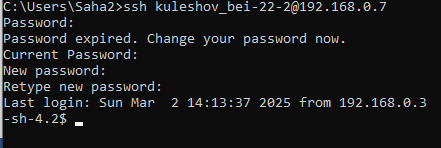 C:\Users\Saha2>ssh kuleshov_bei-22-2@192.168.0.7
Password:
Password expired. Change your password now.
Current Password:
New password:
Retype new password:
Last login: Sun Mar  2 14:13:37 2025 from 192.168.0.3
-sh-4.2$